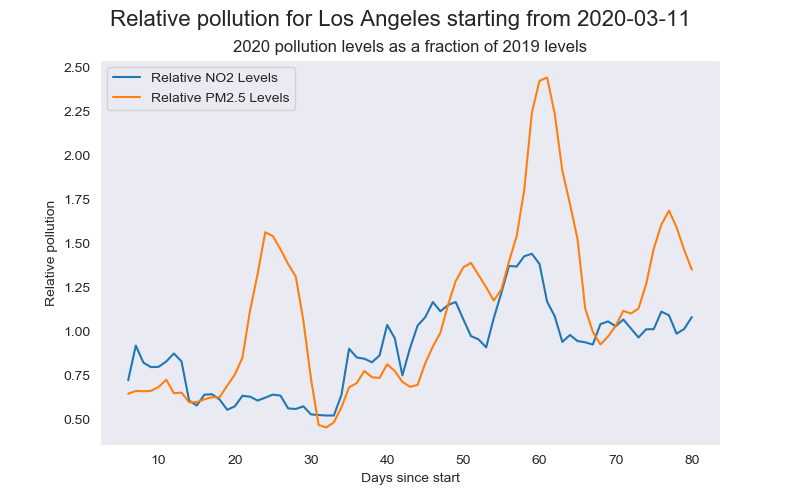 Relative pollution for Los Angeles starting from 2020-03-11
2020 pollution levels as a fraction of 2019 levels
Relative NO2 Levels
Relative PM2.5 Levels
2.50
2.25
2.00
1.75
1.50
1.25
1.00
0.75
0.50
Relative pollution
10 20 30 40 50 60 70 80
Days since start